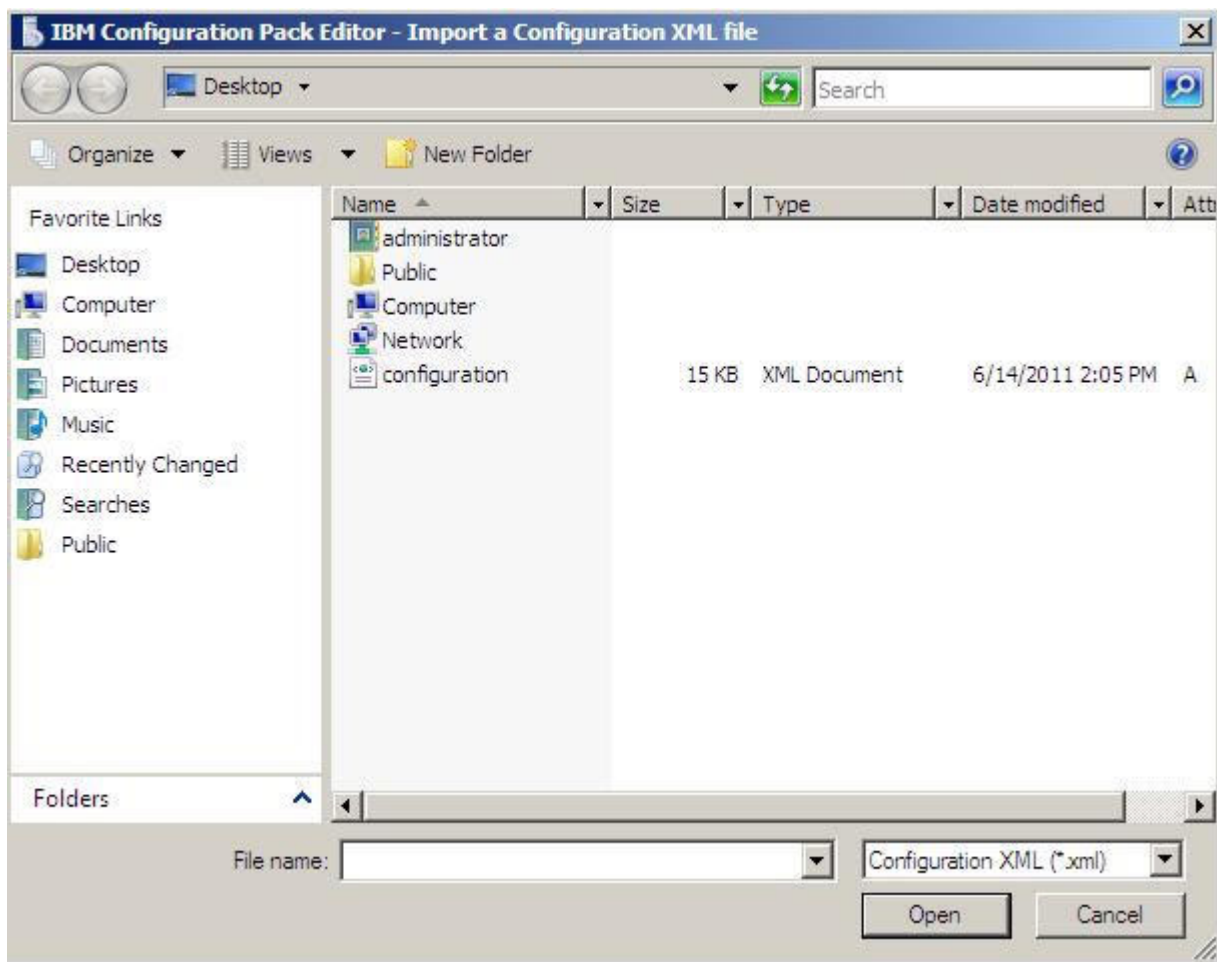 IBM Configuration Pack Editor - Import a Configuration XML file
Desktop
Search
Organize Views New Folder
Favorite Links
Desktop
Computer
Documents
Pictures
Music
Recently Changed
Searches
Public
Folders
Name Size Type Date modified Att
administrator
Public
Computer
Network
configuration 15 KB XML Document 6/14/2011 2:05 PM A
File name: Configuration XML (*.xml)
Open Cancel